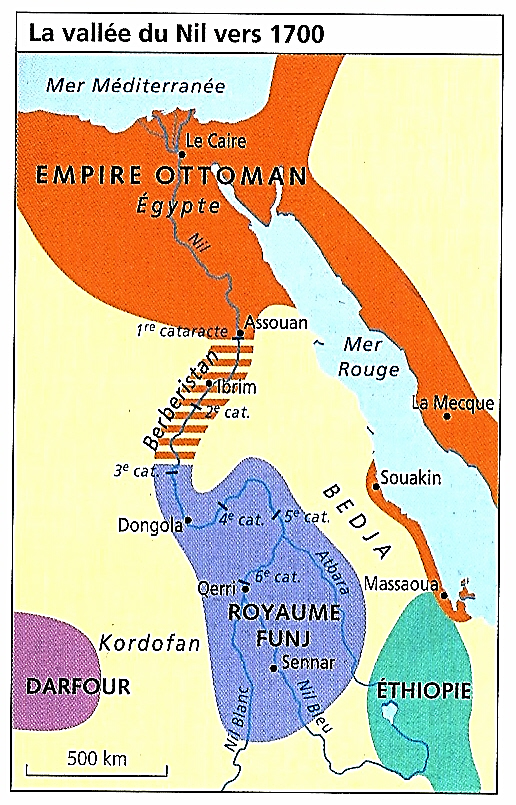 La vallée du Nil vers 1700
Mer Méditerranée
Le Caire
EMPIRE OTTOMAN
Égypte
Nil
1re cataracte
Assouan
Mer
Rouge
Berberistan
Ibrim
2e cat.
La Mecque
3e cat.
Souakin
BEDJA
Dongola
4e cat.
5e cat.
Atbara
6e cat.
Qerri
Massaoua
ROYAUME
FUNJ
Kordofan
Sennar
DARFOUR
ÉTHIOPIE
Nil Blanc
Nil Bleu
500 km